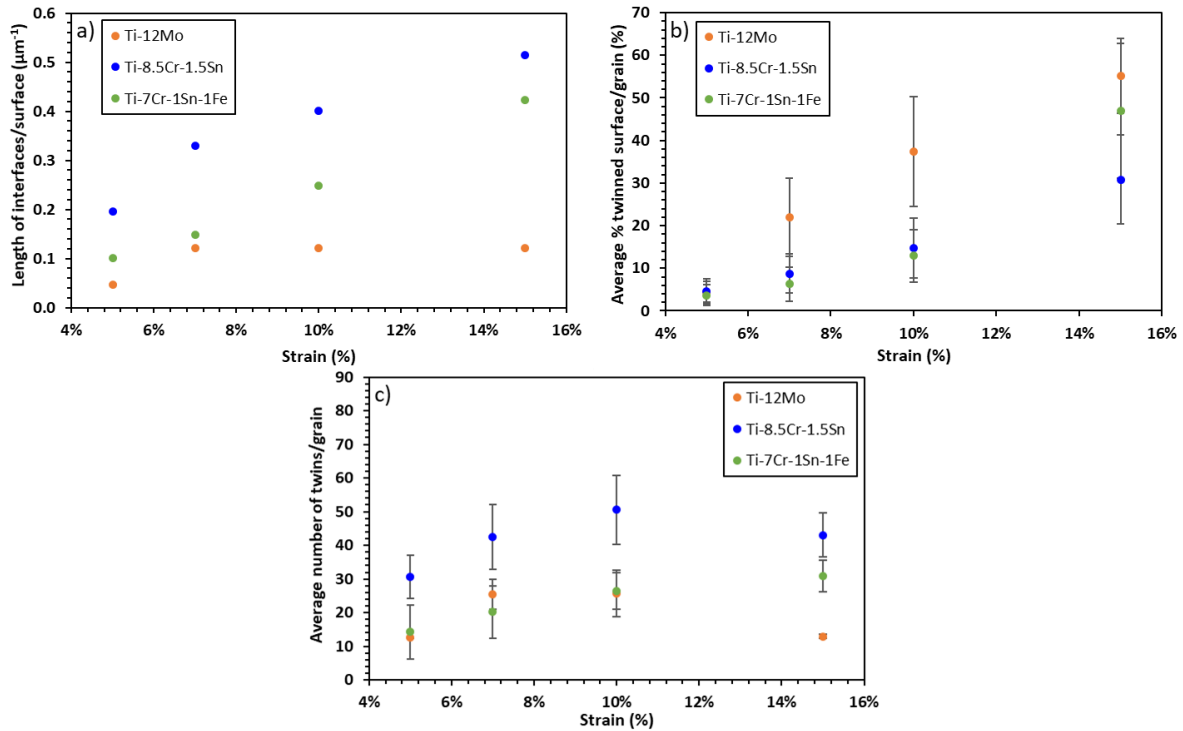 a)
Length of interfaces/surface (µm⁻¹)
0.6
0.5
0.4
0.3
0.2
0.1
0.0
Ti-12Mo
Ti-8.5Cr-1.5Sn
Ti-7Cr-1Sn-1Fe
4% 6% 8% 10% 12% 14% 16%
Strain (%)
b)
Average % twinned surface/grain (%)
70
60
50
40
30
20
10
0
Ti-12Mo
Ti-8.5Cr-1.5Sn
Ti-7Cr-1Sn-1Fe
4% 6% 8% 10% 12% 14% 16%
Strain (%)
c)
Average number of twins/grain
90
80
70
60
50
40
30
20
10
0
Ti-12Mo
Ti-8.5Cr-1.5Sn
Ti-7Cr-1Sn-1Fe
4% 6% 8% 10% 12% 14% 16%
Strain (%)